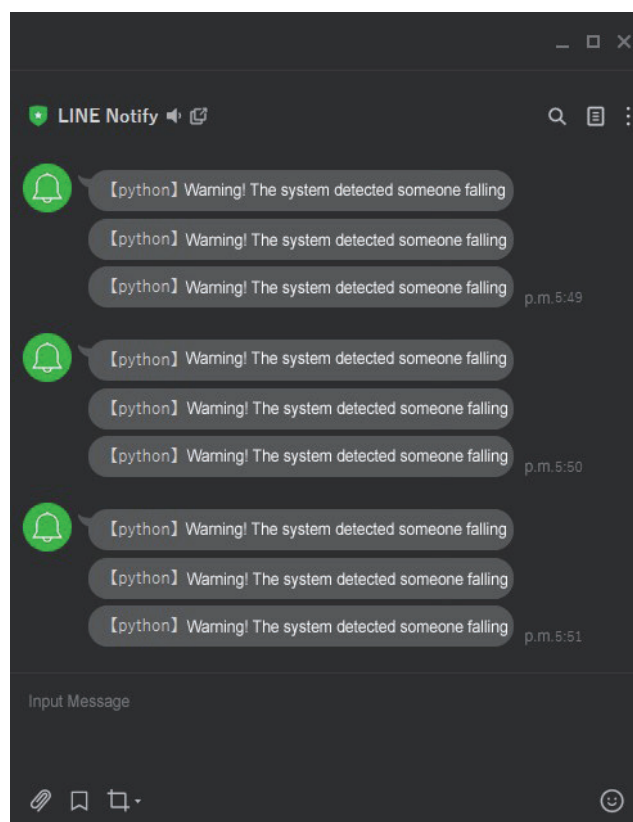 LINE Notify
【python】Warning! The system detected someone falling
【python】Warning! The system detected someone falling
【python】Warning! The system detected someone falling
p.m.5:49
【python】Warning! The system detected someone falling
【python】Warning! The system detected someone falling
【python】Warning! The system detected someone falling
p.m.5:50
【python】Warning! The system detected someone falling
【python】Warning! The system detected someone falling
【python】Warning! The system detected someone falling
p.m.5:51
Input Message